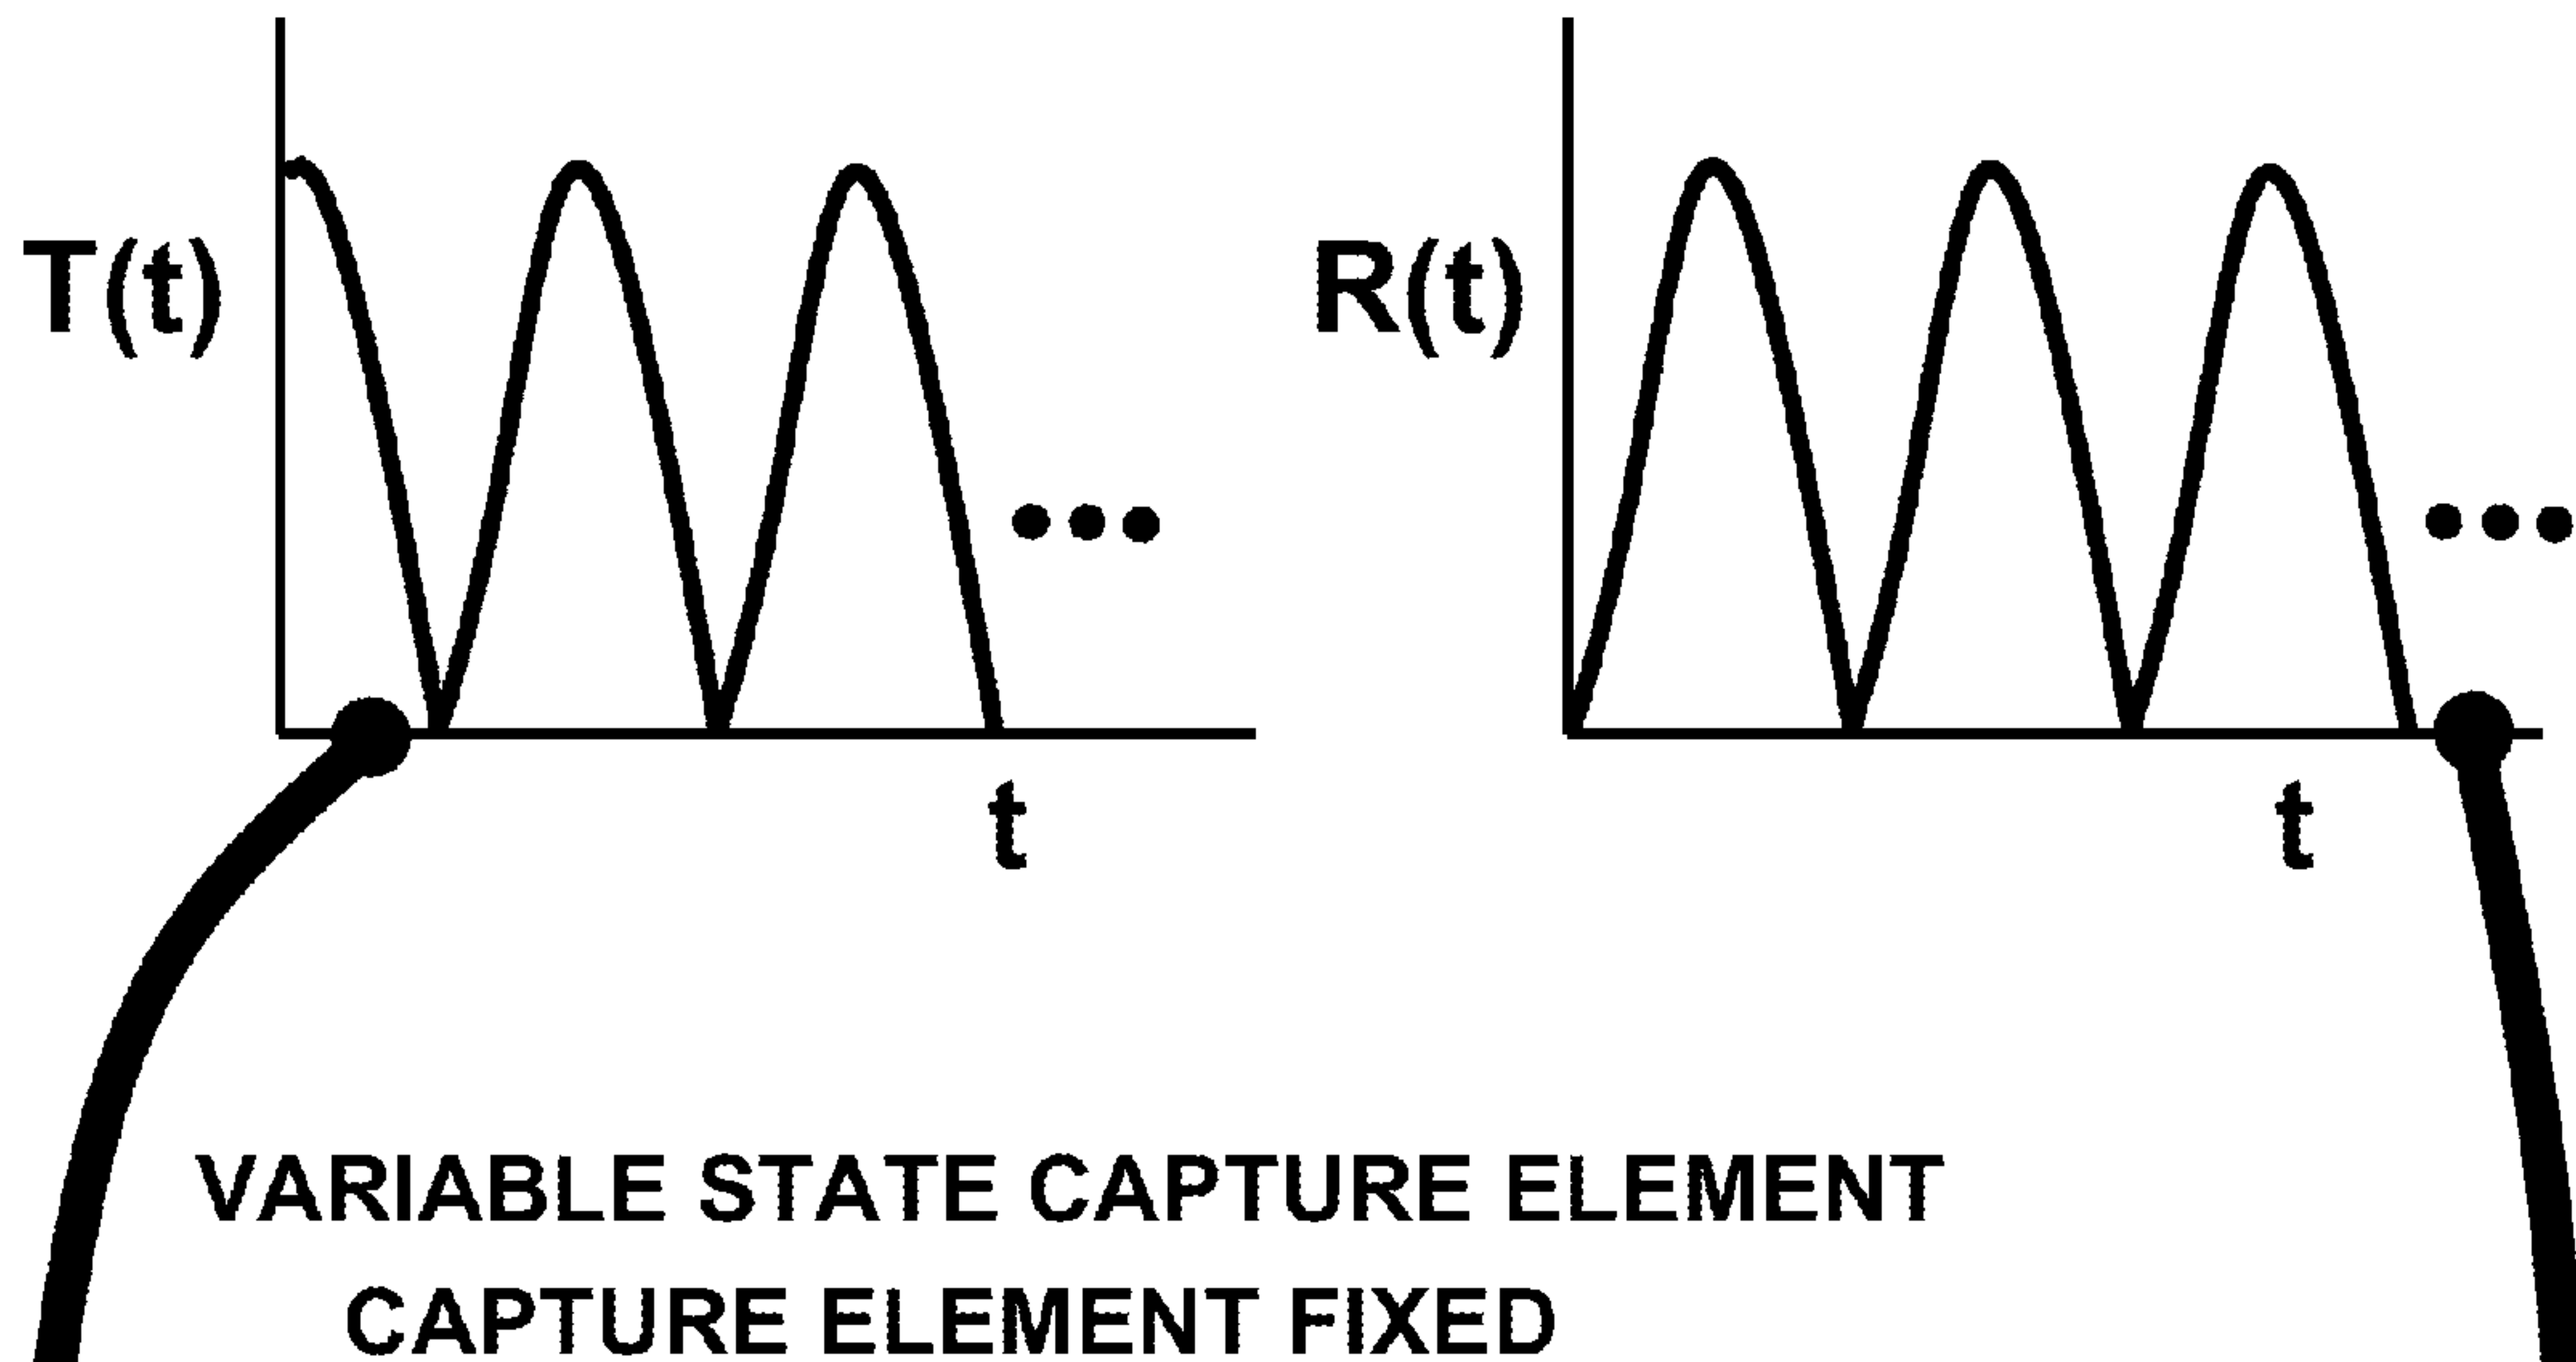 T(t)
R(t)
t
t
VARIABLE STATE CAPTURE ELEMENT
CAPTURE ELEMENT FIXED